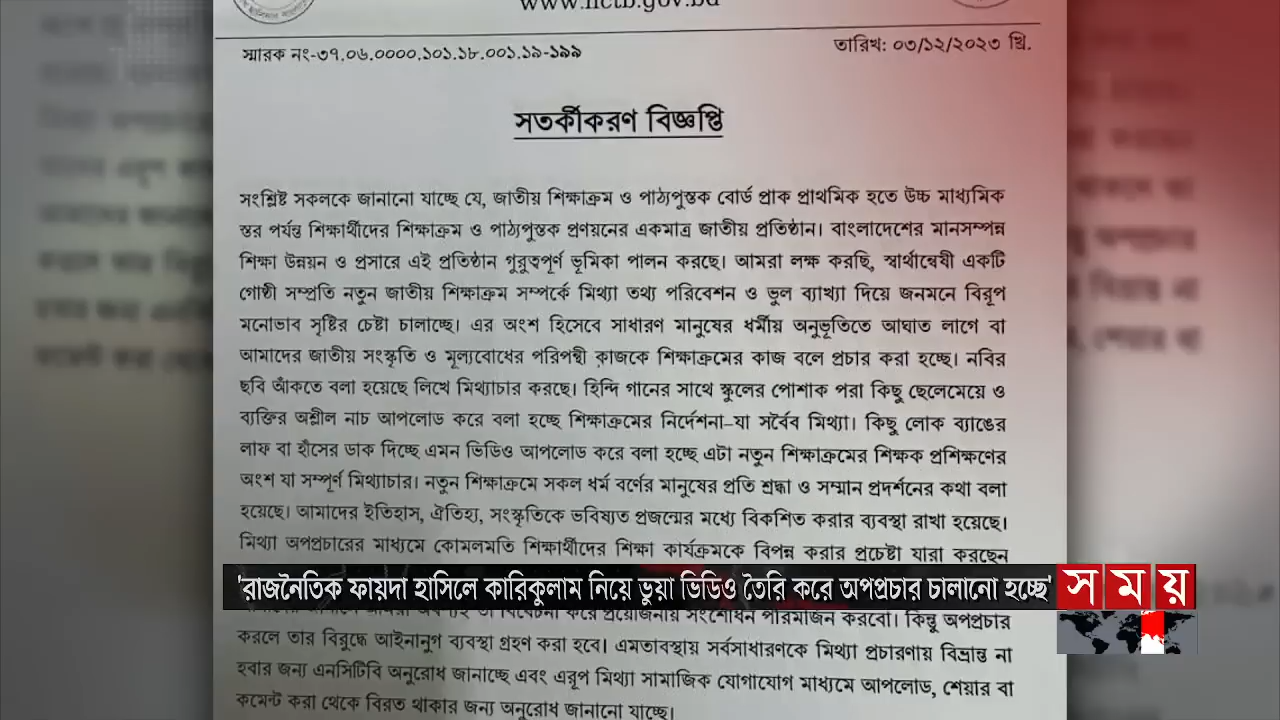 www.nctb.gov.bd
স্মারক নং-৩৭.০৬.০০০০.১০১.১৮.০০১.১৯-১৯৯
তারিখ: ০৩/১২/২০২৩ খ্রি.
সতর্কীকরণ বিজ্ঞপ্তি
সংশ্লিষ্ট সকলকে জানানো যাচ্ছে যে, জাতীয় শিক্ষাক্রম ও পাঠ্যপুস্তক বোর্ড প্রাক প্রাথমিক হতে উচ্চ মাধ্যমিক
স্তর পর্যন্ত শিক্ষার্থীদের শিক্ষাক্রম ও পাঠ্যপুস্তক প্রণয়নের একমাত্র জাতীয় প্রতিষ্ঠান। বাংলাদেশের মানসম্পন্ন
শিক্ষা উন্নয়ন ও প্রসারে এই প্রতিষ্ঠান গুরুত্বপূর্ণ ভূমিকা পালন করছে। আমরা লক্ষ করছি, স্বার্থান্বেষী একটি
গোষ্ঠী সম্প্রতি নতুন জাতীয় শিক্ষাক্রম সম্পর্কে মিথ্যা তথ্য পরিবেশন ও ভুল ব্যাখ্যা দিয়ে জনমনে বিরূপ
মনোভাব সৃষ্টির চেষ্টা চালাচ্ছে। এর অংশ হিসেবে সাধারণ মানুষের ধর্মীয় অনুভূতিতে আঘাত লাগে বা
আমাদের জাতীয় সংস্কৃতি ও মূল্যবোধের পরিপন্থী কাজকে শিক্ষাক্রমের কাজ বলে প্রচার করা হচ্ছে। নবির
ছবি আঁকতে বলা হয়েছে লিখে মিথ্যাচার করছে। হিন্দি গানের সাথে স্কুলের পোশাক পরা কিছু ছেলেমেয়ে ও
ব্যক্তির অশ্লীল নাচ আপলোড করে বলা হচ্ছে শিক্ষাক্রমের নির্দেশনা-যা সর্বৈব মিথ্যা। কিছু লোক ব্যাঙের
লাফ বা হাঁসের ডাক দিচ্ছে এমন ভিডিও আপলোড করে বলা হচ্ছে এটা নতুন শিক্ষাক্রমের শিক্ষক প্রশিক্ষণের
অংশ যা সম্পূর্ণ মিথ্যাচার। নতুন শিক্ষাক্রমে সকল ধর্ম বর্ণের মানুষের প্রতি শ্রদ্ধা ও সম্মান প্রদর্শনের কথা বলা
হয়েছে। আমাদের ইতিহাস, ঐতিহ্য, সংস্কৃতিকে ভবিষ্যত প্রজন্মের মধ্যে বিকশিত করার ব্যবস্থা রাখা হয়েছে।
মিথ্যা অপপ্রচারের মাধ্যমে কোমলমতি শিক্ষার্থীদের শিক্ষা কার্যক্রমকে বিপন্ন করার প্রচেষ্টা যারা করছেন
'রাজনৈতিক ফায়দা হাসিলে কারিকুলাম নিয়ে ভুয়া ভিডিও তৈরি করে অপপ্রচার চালানো হচ্ছে'
সময়
করে প্রয়োজনীয় সংশোধন পরিমার্জন করবো। কিন্তু অপপ্রচার
করলে তার বিরুদ্ধে আইনানুগ ব্যবস্থা গ্রহণ করা হবে। এমতাবস্থায় সর্বসাধারণকে মিথ্যা প্রচারণায় বিভ্রান্ত না
হবার জন্য এনসিটিবি অনুরোধ জানাচ্ছে এবং এরূপ মিথ্যা সামাজিক যোগাযোগ মাধ্যমে আপলোড, শেয়ার বা
কমেন্ট করা থেকে বিরত থাকার জন্য অনুরোধ জানানো যাচ্ছে।